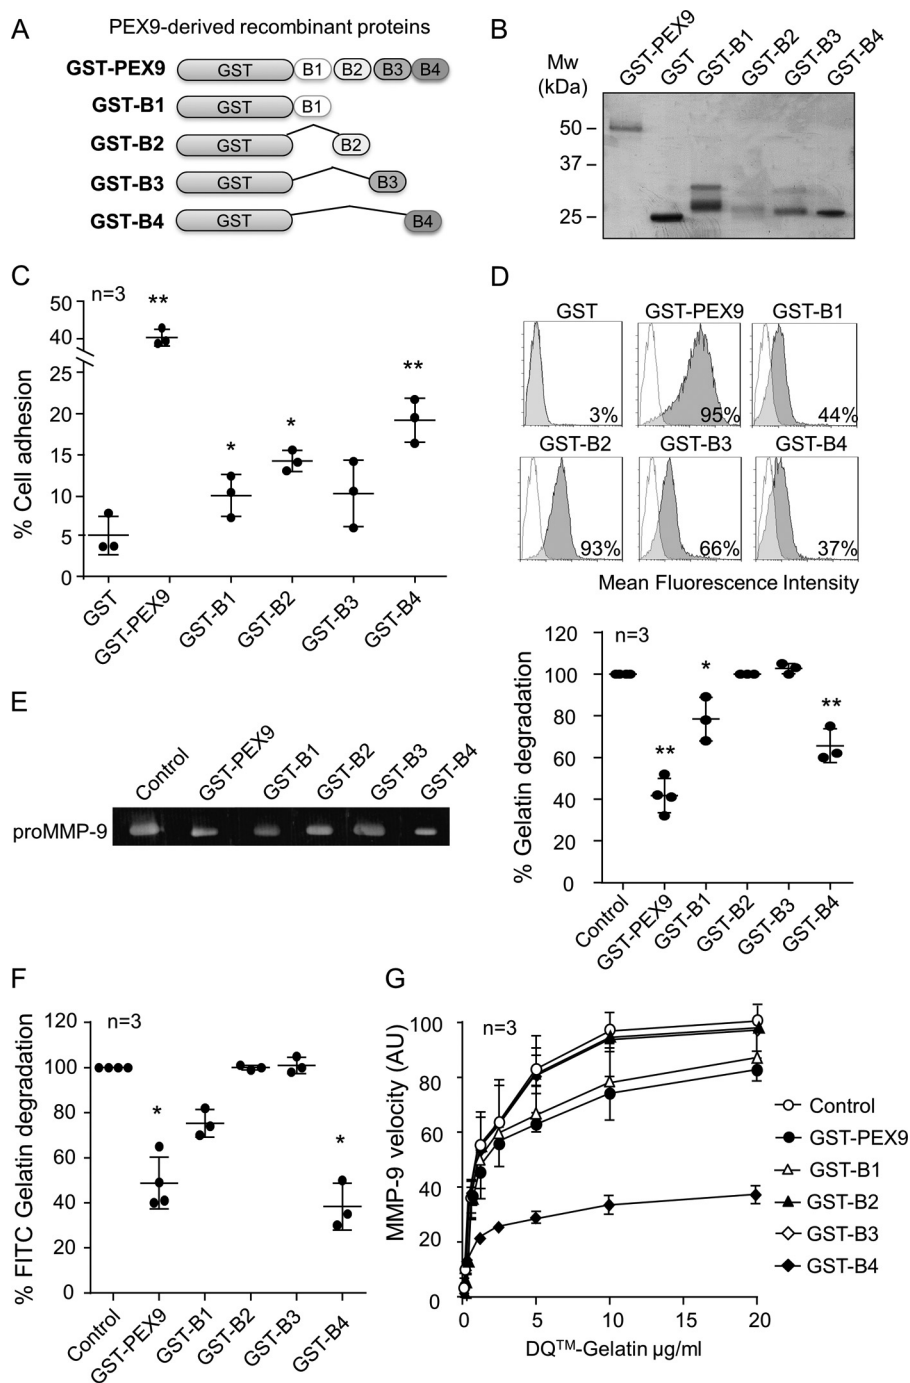 A
PEX9-derived recombinant proteins
GST-PEX9 GST B1 B2 B3 B4
GST-B1 GST B1
GST-B2 GST B2
GST-B3 GST B3
GST-B4 GST B4
B
Mw
(kDa)
GST-PEX9 GST GST-B1 GST-B2 GST-B3 GST-B4
50
37
25
C
n=3
% Cell adhesion
50
40
25
20
15
10
5
0
** * * **
GST GST-PEX9 GST-B1 GST-B2 GST-B3 GST-B4
D
GST GST-PEX9 GST-B1
3% 95% 44%
GST-B2 GST-B3 GST-B4
93% 66% 37%
Mean Fluorescence Intensity
E
Control GST-PEX9 GST-B1 GST-B2 GST-B3 GST-B4
proMMP-9
n=3
% Gelatin degradation
120
100
80
60
40
20
0
** * **
Control GST-PEX9 GST-B1 GST-B2 GST-B3 GST-B4
F
n=3
% FITC Gelatin degradation
120
100
80
60
40
20
0
* *
Control GST-PEX9 GST-B1 GST-B2 GST-B3 GST-B4
G
n=3
MMP-9 velocity (AU)
100
80
60
40
20
0
0 5 10 15 20
DQ™-Gelatin µg/ml
Control
GST-PEX9
GST-B1
GST-B2
GST-B3
GST-B4